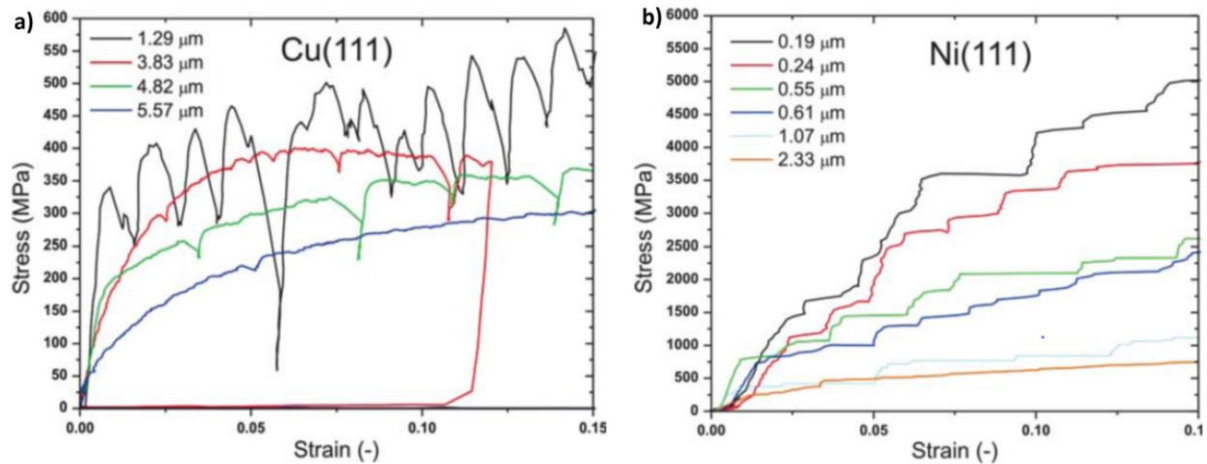 a)
Cu(111)
1.29 μm
3.83 μm
4.82 μm
5.57 μm
600
550
500
450
400
350
300
250
200
150
100
50
0
Stress (MPa)
0.00
0.05
0.10
0.15
Strain (-)
b)
Ni(111)
0.19 μm
0.24 μm
0.55 μm
0.61 μm
1.07 μm
2.33 μm
6000
5500
5000
4500
4000
3500
3000
2500
2000
1500
1000
500
0
Stress (MPa)
0.00
0.05
0.10
0.1
Strain (-)